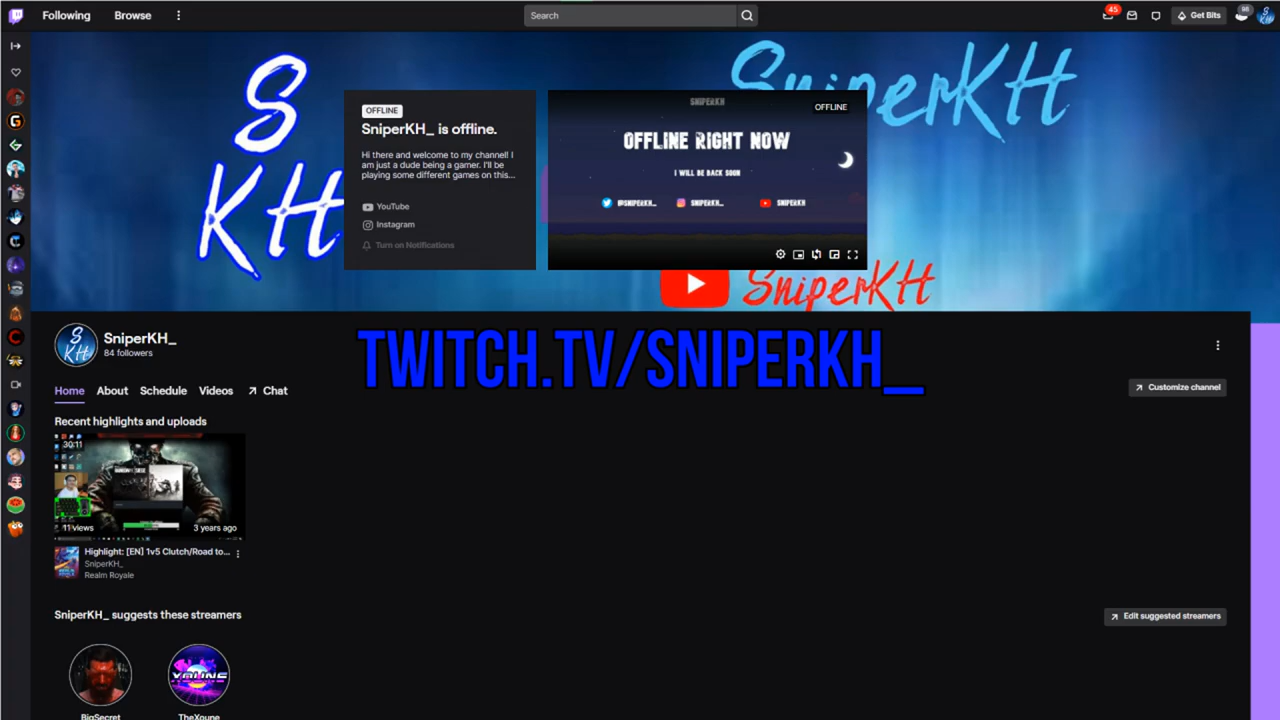 Following
Browse
Search
45
Get Bits
S
KH
SniperKH
OFFLINE
SniperKH_ is offline.
Hi there and welcome to my channel! I
am just a dude being a gamer. I'll be
playing some different games on this...
YouTube
Instagram
Turn on Notifications
SNIPERKH
OFFLINE
OFFLINE RIGHT NOW
I WILL BE BACK SOON
@SNIPERKH_
SNIPERKH_
SNIPERKH
SniperKH
S
KH
SniperKH_
84 followers
TWITCH.TV/SNIPERKH_
Customize channel
Home
About
Schedule
Videos
Chat
Recent highlights and uploads
30:11
11 views
3 years ago
Highlight: [EN] 1v5 Clutch/Road to...
SniperKH_
Realm Royale
SniperKH_ suggests these streamers
Edit suggested streamers
XOUNE
BigSecret
TheXoune